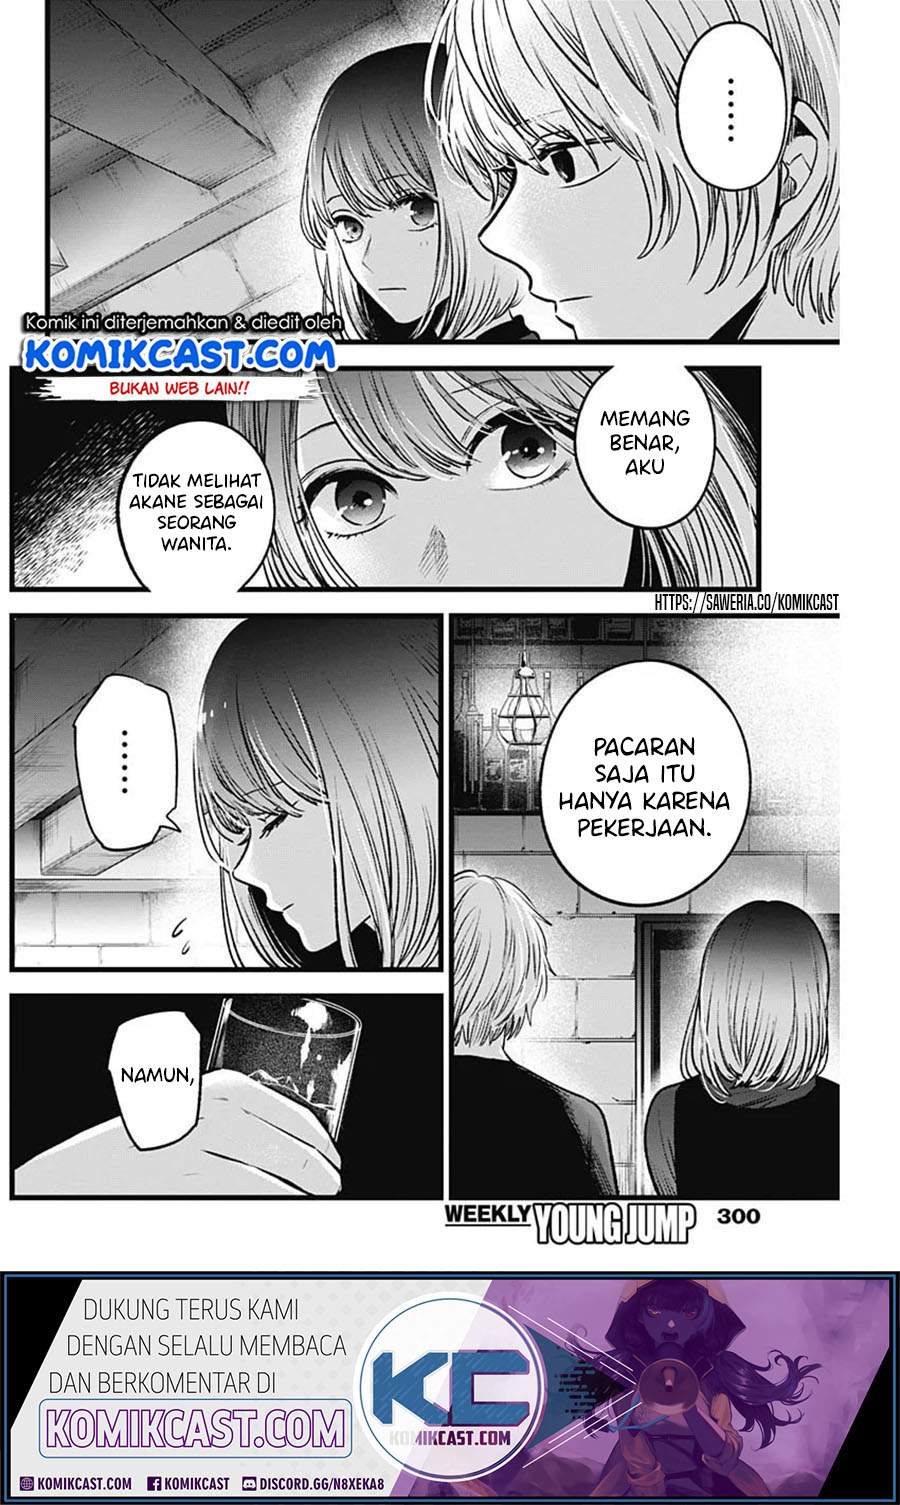 ......
Komik ini diterjemahkan & diedit oleh
KOMIKCAST.COM
BUKAN WEB LAIN!!
MEMANG
BENAR,
AKU
TIDAK MELIHAT
AKANE SEBAGAI
SEORANG
WANITA.
HTTPS://SAWERIA.CO/KOMIKCAST
PACARAN
SAJA ITU
HANYA KARENA
PEKERJAAN.
......
NAMUN,
WEEKLY YOUNG JUMP 300
DUKUNG TERUS KAMI
DENGAN SELALU MEMBACA
DAN BERKOMENTAR DI
KOMIKCAST.COM
KC
KOMIKCAST.COM
KOMIKCAST.COM KOMIKCAST DISCORD.GG/N8XEKA8